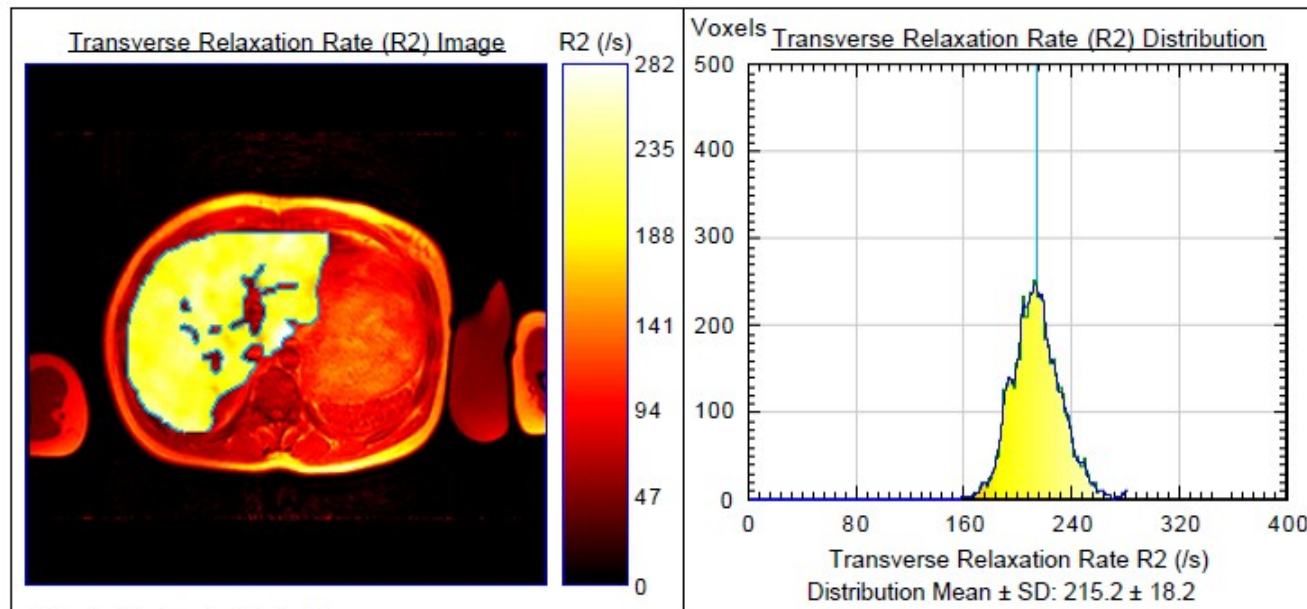 Transverse Relaxation Rate (R2) Image
R2 (/s)
282
235
188
141
94
47
0
Voxels
Transverse Relaxation Rate (R2) Distribution
500
400
300
200
100
0
0 80 160 240 320 400
Transverse Relaxation Rate R2 (/s)
Distribution Mean ± SD: 215.2 ± 18.2